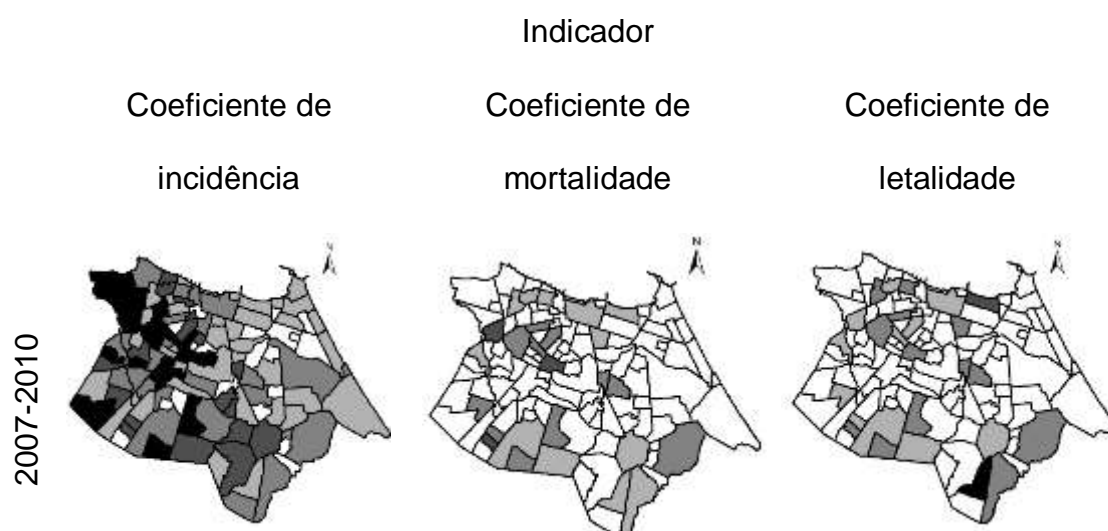 Indicador
Coeficiente de
incidência
Coeficiente de
mortalidade
Coeficiente de
letalidade
N
N
N
2007-2010